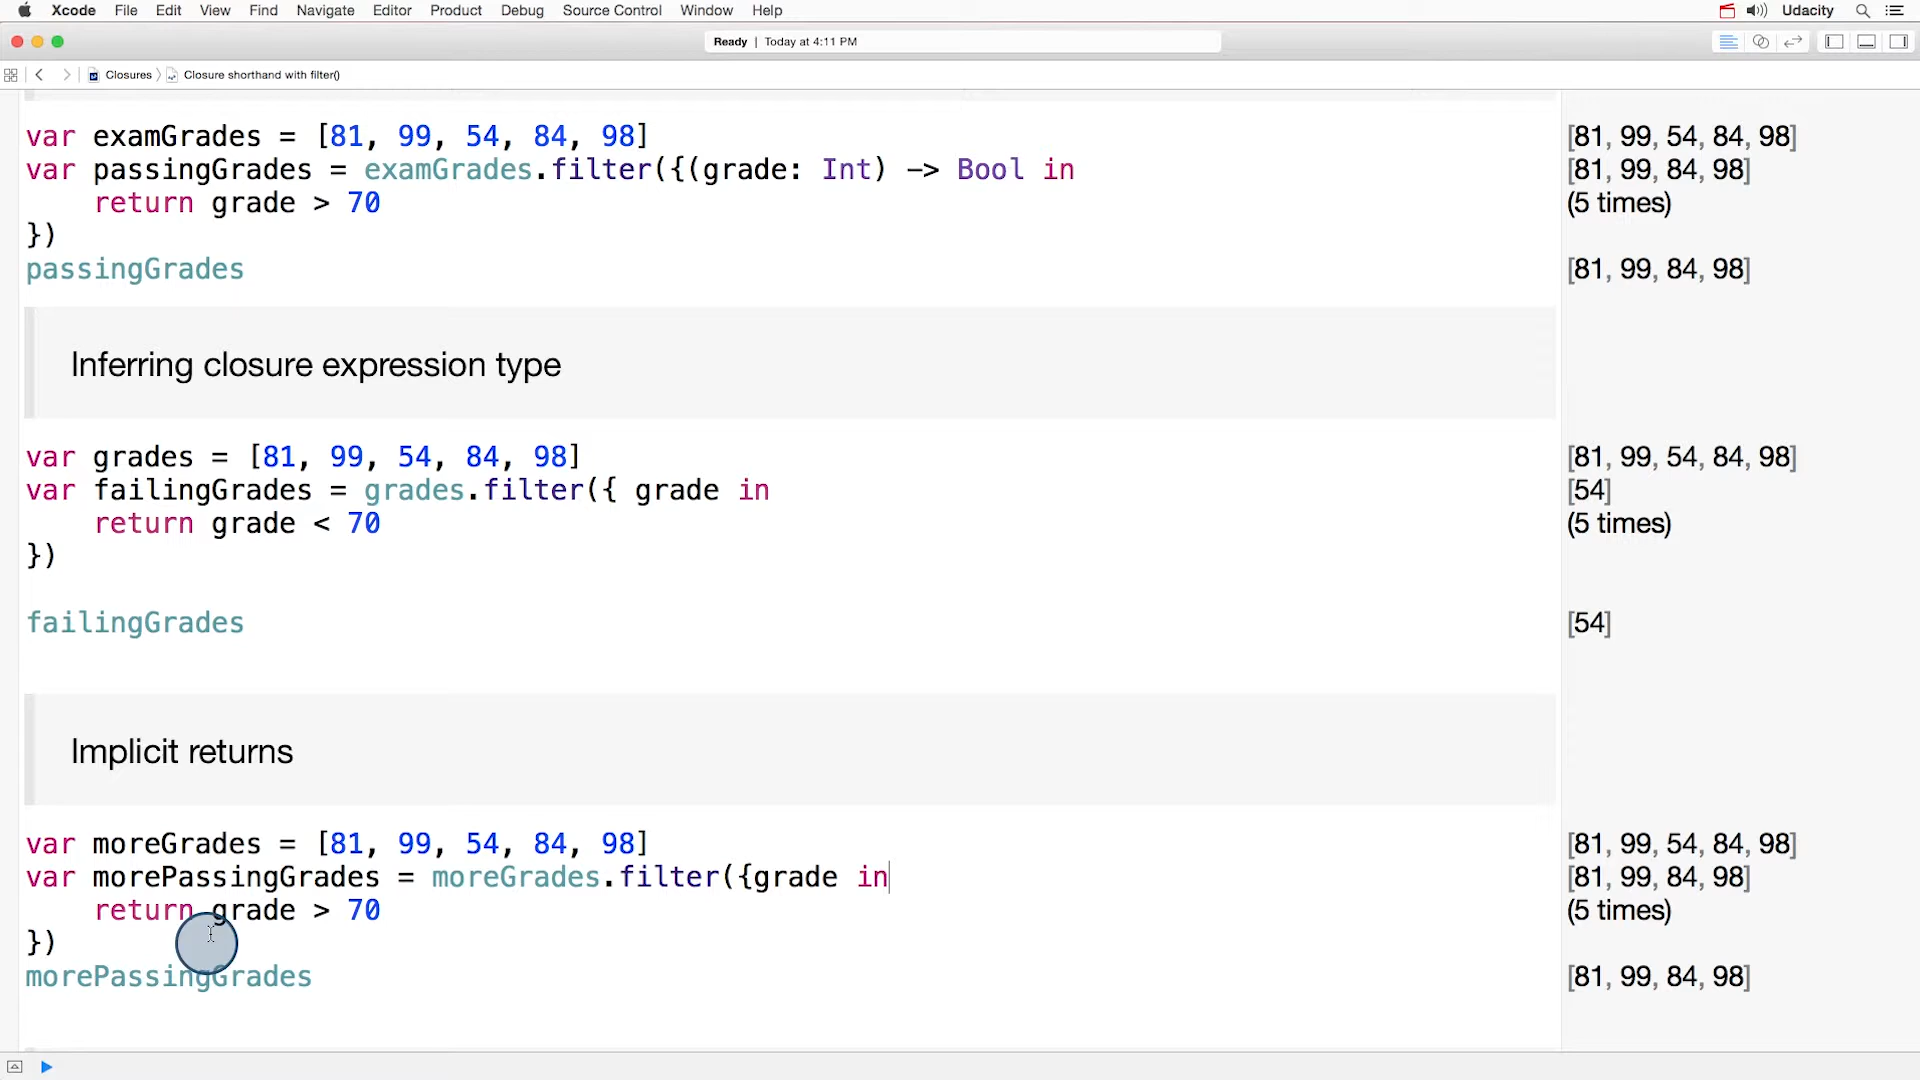 Xcode File Edit View Find Navigate Editor Product Debug Source Control Window Help Udacity
Ready | Today at 4:11 PM
Closures Closure shorthand with filter()
var examGrades = [81, 99, 54, 84, 98] [81, 99, 54, 84, 98]
var passingGrades = examGrades.filter({(grade: Int) -> Bool in [81, 99, 84, 98]
return grade > 70 (5 times)
})
passingGrades [81, 99, 84, 98]
Inferring closure expression type
var grades = [81, 99, 54, 84, 98] [81, 99, 54, 84, 98]
var failingGrades = grades.filter({ grade in [54]
return grade < 70 (5 times)
})
failingGrades [54]
Implicit returns
var moreGrades = [81, 99, 54, 84, 98] [81, 99, 54, 84, 98]
var morePassingGrades = moreGrades.filter({grade in [81, 99, 84, 98]
return grade > 70 (5 times)
})
morePassingGrades [81, 99, 84, 98]